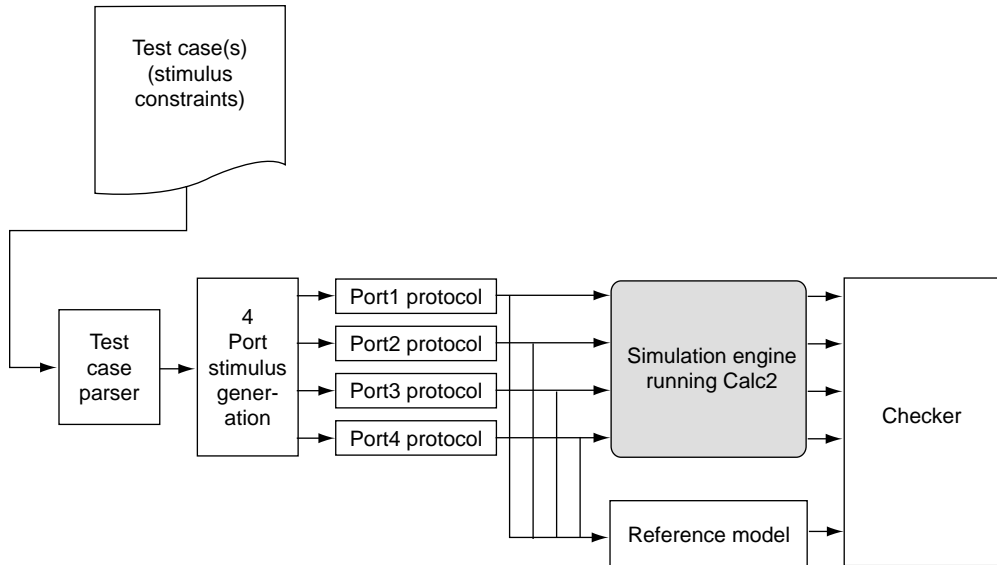 Test case(s)
(stimulus
constraints)
Test
case
parser
4
Port
stimulus
gener-
ation
Port1 protocol
Port2 protocol
Port3 protocol
Port4 protocol
Simulation engine
running Calc2
Reference model
Checker